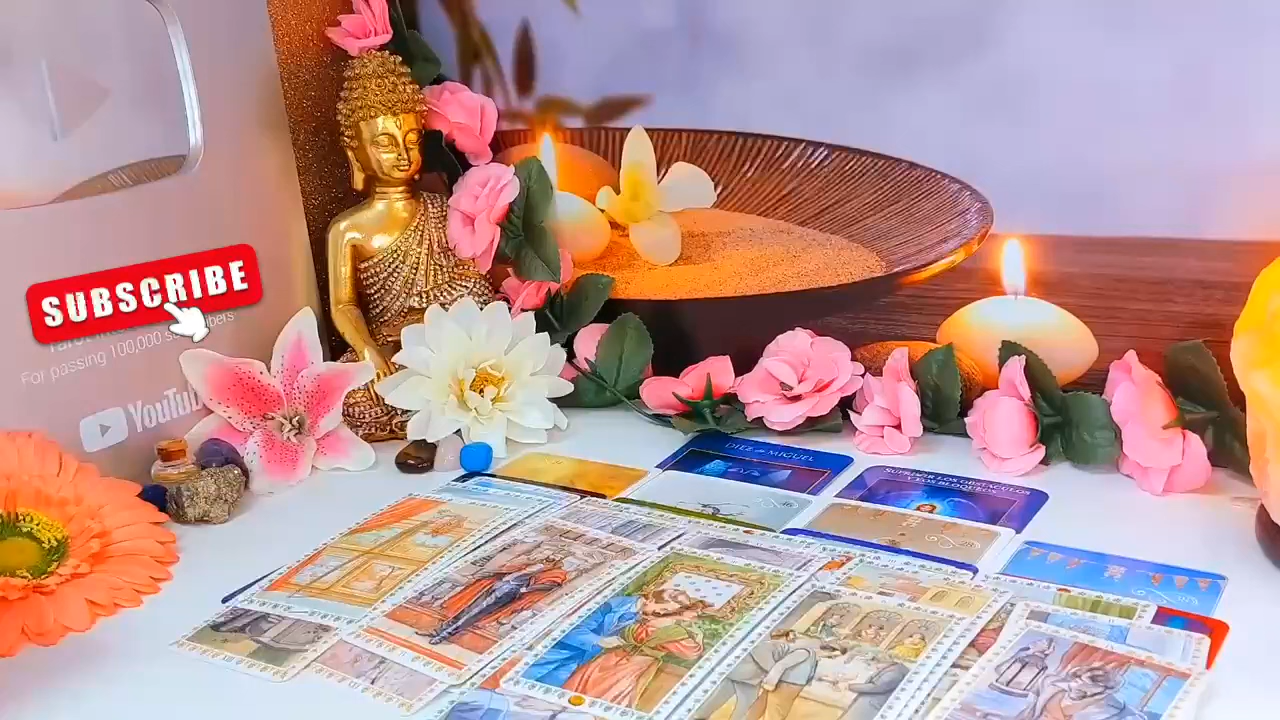 SUBSCRIBE
For passing 100,000 subscribers
YouTube
DIEZ de MIGUEL
SUPERAR LOS OBSTÁCULOS
Y LOS BLOQUEOS